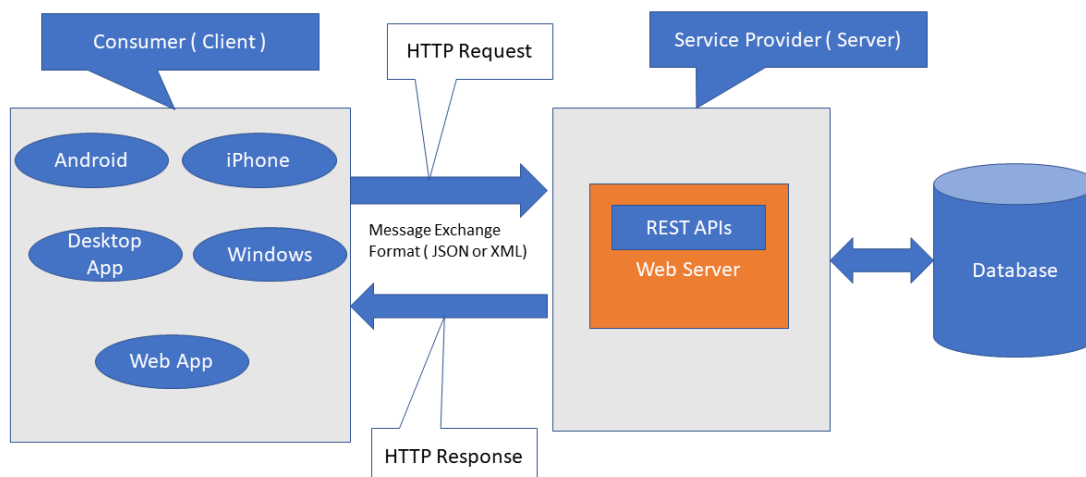 Consumer ( Client )
HTTP Request
Service Provider ( Server)
Android
iPhone
Desktop
App
Windows
Web App
Message Exchange
Format ( JSON or XML)
REST APIs
Web Server
Database
HTTP Response